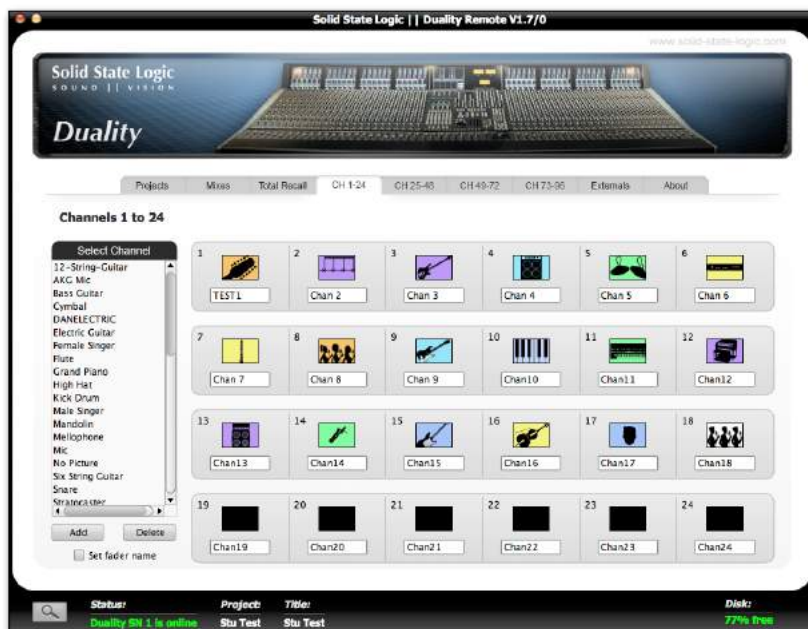 Solid State Logic || Duality Remote V1.7/0
www.solid-state-logic.com
Solid State Logic
SOUND || VISION
Duality
Projects Mixes Total Recall CH 1-24 CH 25-48 CH 49-72 CH 73-96 Externals About
Channels 1 to 24
Select Channel
12-String-Guitar
AKG Mic
Bass Guitar
Cymbal
DANELECTRIC
Electric Guitar
Female Singer
Flute
Grand Piano
High Hat
Kick Drum
Male Singer
Mandolin
Mellophone
Mic
No Picture
Six String Guitar
Snare
Stratocaster
Add Delete
Set fader name
1 2 3 4 5 6
TEST1 Chan 2 Chan 3 Chan 4 Chan 5 Chan 6
7 8 9 10 11 12
Chan 7 Chan 8 Chan 9 Chan10 Chan11 Chan12
13 14 15 16 17 18
Chan13 Chan14 Chan15 Chan16 Chan17 Chan18
19 20 21 22 23 24
Chan19 Chan20 Chan21 Chan22 Chan23 Chan24
Status: Project: Title: Disk:
Duality SN 1 is online Stu Test Stu Test 77% free